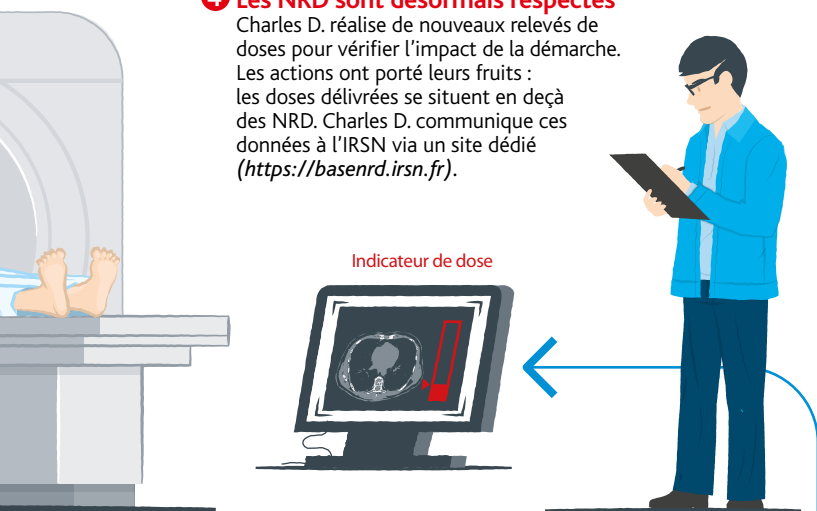 4 Les NRD sont désormais respectés
Charles D. réalise de nouveaux relevés de
doses pour vérifier l’impact de la démarche.
Les actions ont porté leurs fruits :
les doses délivrées se situent en deçà
des NRD. Charles D. communique ces
données à l’IRSN via un site dédié
(https://basenrd.irsn.fr).
Indicateur de dose